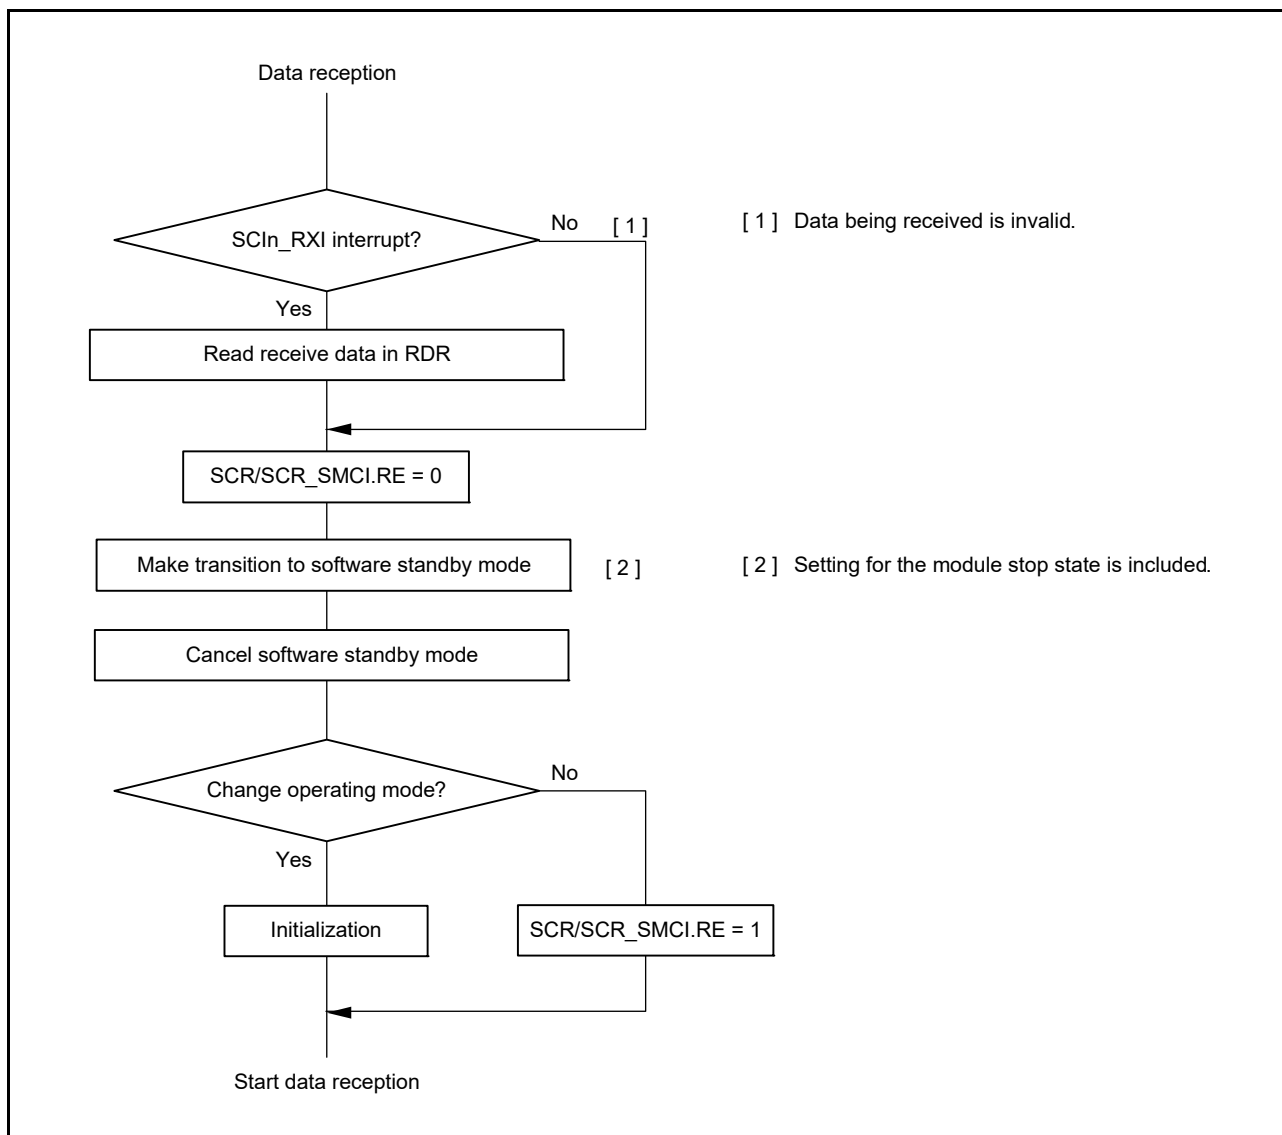 Data reception
SCIn_RXI interrupt?
No [ 1 ]
[ 1 ] Data being received is invalid.
Yes
Read receive data in RDR
SCR/SCR_SMCI.RE = 0
Make transition to software standby mode
[ 2 ]
[ 2 ] Setting for the module stop state is included.
Cancel software standby mode
Change operating mode?
No
Yes
Initialization
SCR/SCR_SMCI.RE = 1
Start data reception